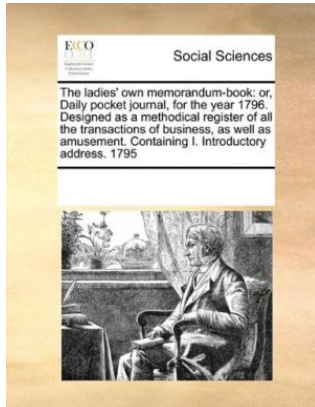 ECCO
Social Sciences
The ladies' own memorandum-book: or,
Daily pocket journal, for the year 1796.
Designed as a methodical register of all
the transactions of business, as well as
amusement. Containing I. Introductory
address. 1795